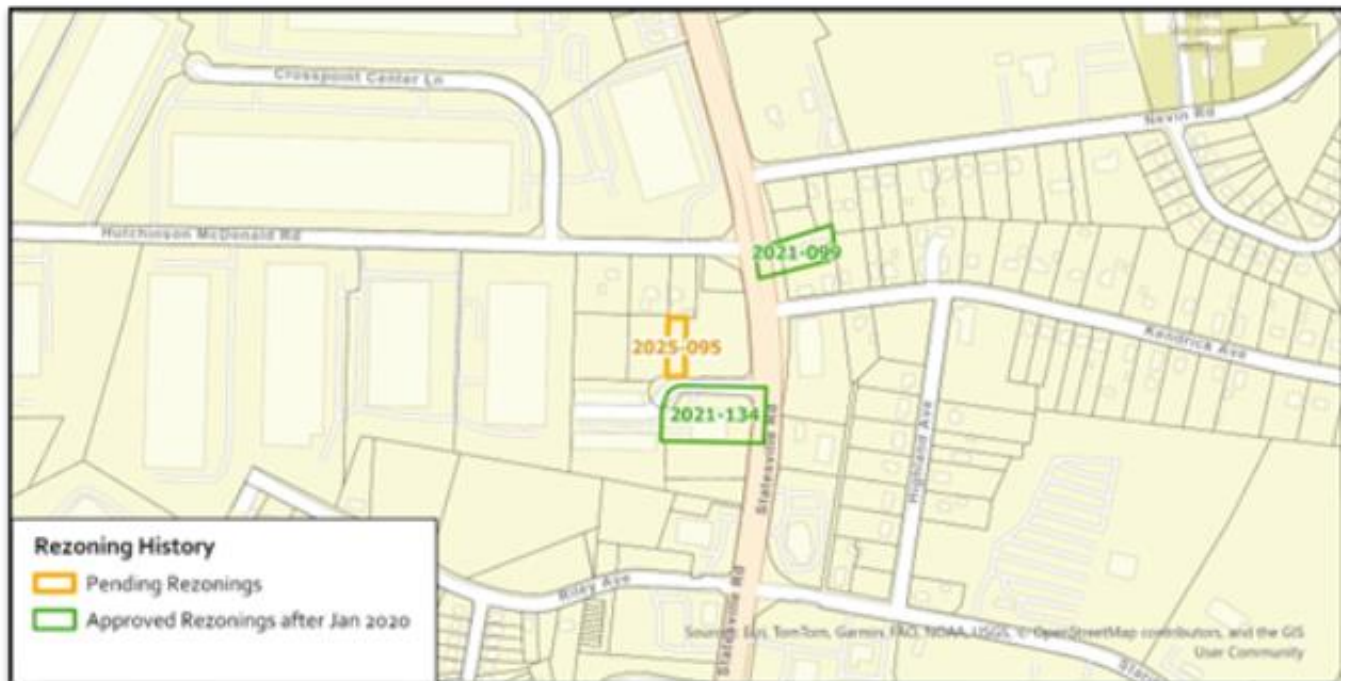 Crosspoint Center Ln
Nevin Rd
Hutchinson McDonald Rd
2021-099
2025-095
Kendrick Ave
2021-134
Statesville Rd
Highland Ave
Rezoning History
Pending Rezonings
Approved Rezonings after Jan 2020
Riley Ave
Statesville Rd
Esri, TomTom, Garmin, FAO, NOAA, USGS, © OpenStreetMap contributors, and the GIS
User Community